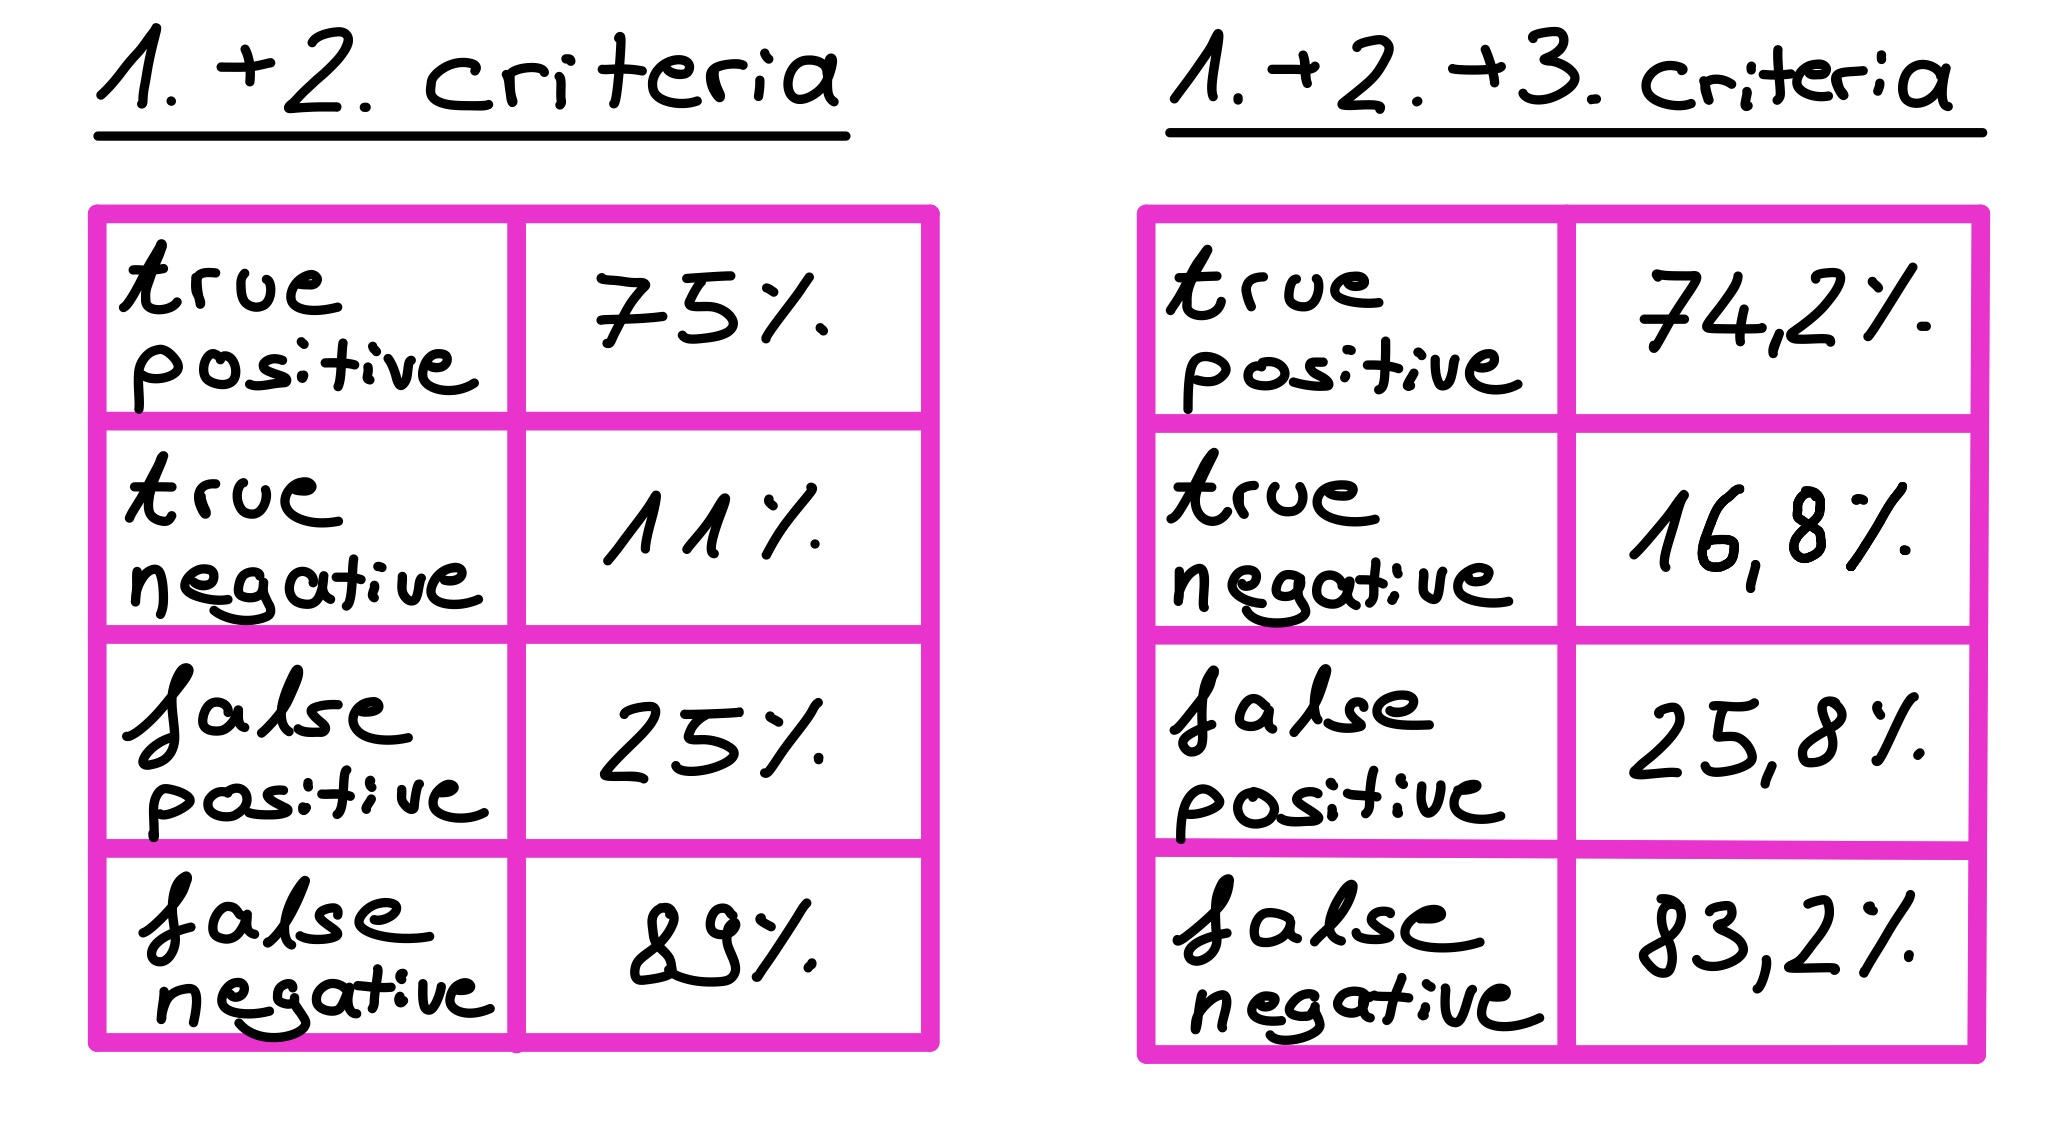 1. +2. criteria
true
positive
75%
true
negative
11%
false
positive
25%
false
negative
89%
1. +2. +3. criteria
true
positive
74,2%
true
negative
16,8%
false
positive
25,8%
false
negative
83,2%